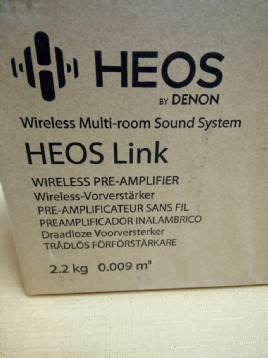 HEOS
BY DENON
Wireless Multi-room Sound System
HEOS Link
WIRELESS PRE-AMPLIFIER
Wireless-Vorverstärker
PRE-AMPLIFICATEUR SANS FIL
PREAMPLIFICADOR INALAMBRICO
Draadloze Voorversterker
TRÅDLÖS FÖRFÖRSTÄRKARE
2.2 kg 0.009 m³